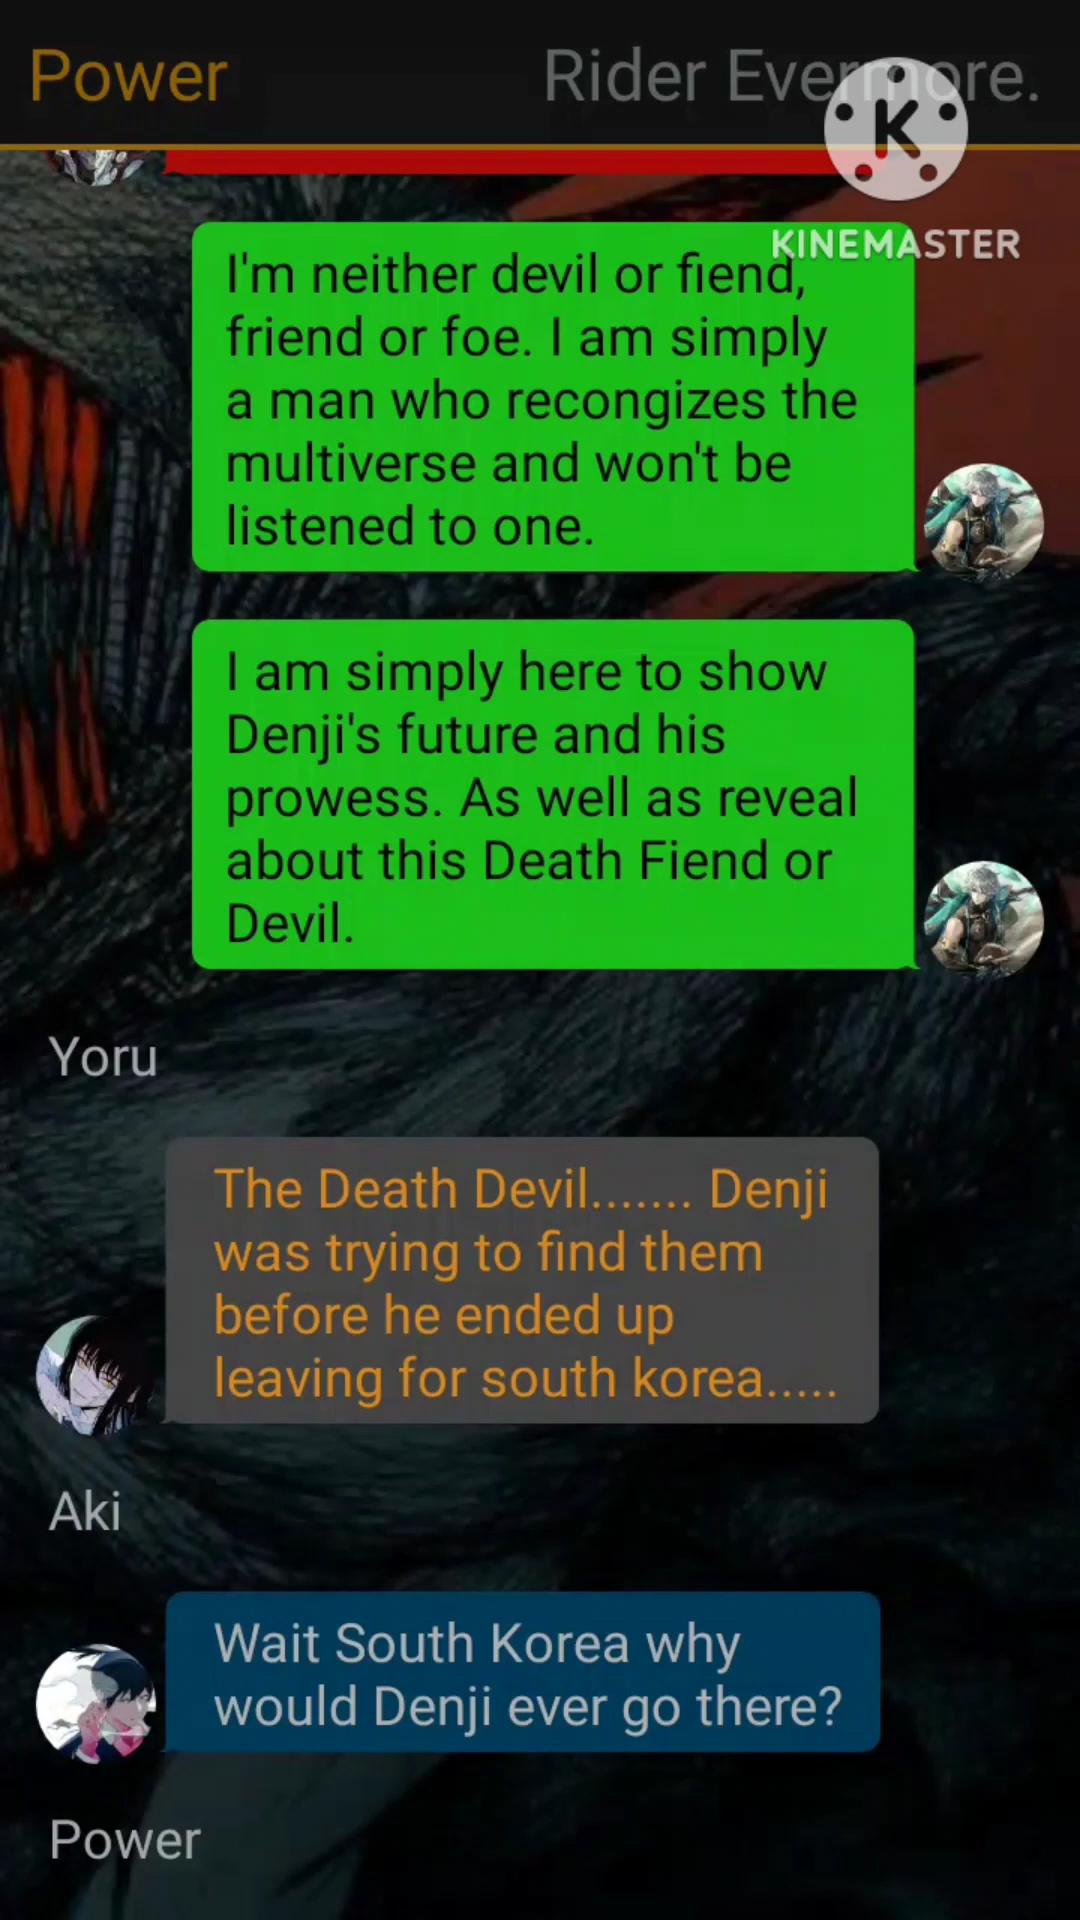 Power
Rider Evermore.
K
KINEMASTER
I'm neither devil or fiend,
friend or foe. I am simply
a man who recongizes the
multiverse and won't be
listened to one.
I am simply here to show
Denji's future and his
prowess. As well as reveal
about this Death Fiend or
Devil.
Yoru
The Death Devil....... Denji
was trying to find them
before he ended up
leaving for south korea.....
Aki
Wait South Korea why
would Denji ever go there?
Power